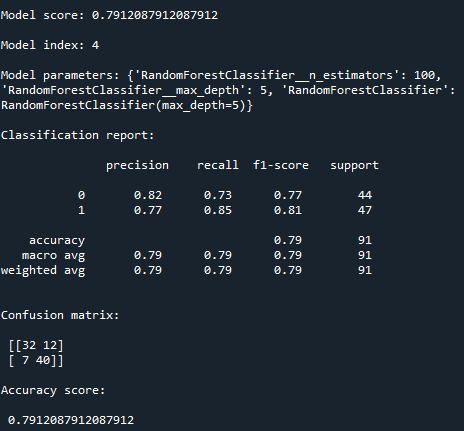 Model score: 0.7912087912087912
Model index: 4
Model parameters: {'RandomForestClassifier__n_estimators': 100,
'RandomForestClassifier__max_depth': 5, 'RandomForestClassifier':
RandomForestClassifier(max_depth=5)}
Classification report:
precision recall f1-score support
0 0.82 0.73 0.77 44
1 0.77 0.85 0.81 47
accuracy 0.79 91
macro avg 0.79 0.79 0.79 91
weighted avg 0.79 0.79 0.79 91
Confusion matrix:
[[32 12]
[ 7 40]]
Accuracy score:
0.7912087912087912